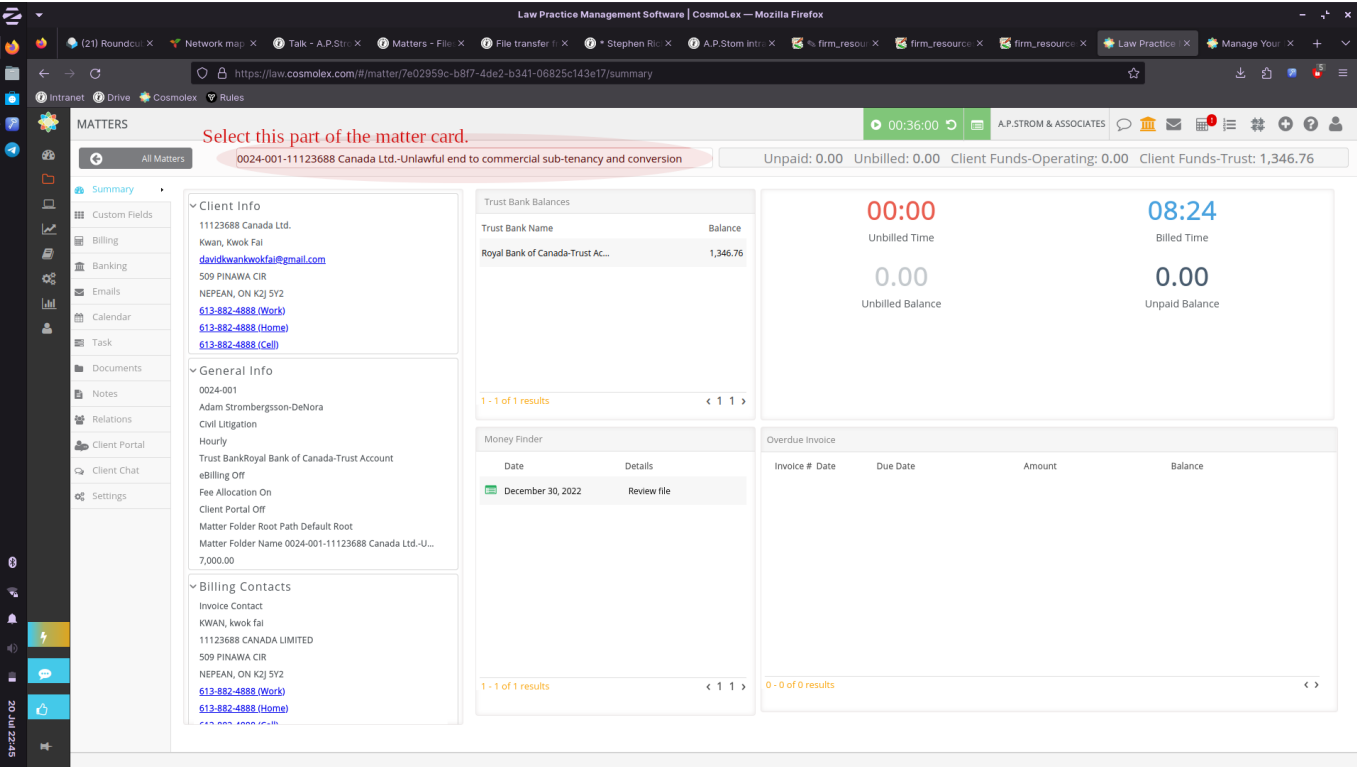 Law Practice Management Software | CosmoLex — Mozilla Firefox
(21) Roundcu
Network map
Talk - A.P.Stro
Matters - File
File transfer f
* Stephen Ric
A.P.Stom intra
firm_resour
firm_resource
firm_resource
Law Practice
Manage Your
https://law.cosmolex.com/#/matter/7e02959c-b8f7-4de2-b341-06825c143e17/summary
5
Intranet Drive Cosmolex Rules
MATTERS
Select this part of the matter card.
00:36:00
A.P.STROM & ASSOCIATES
All Matters
0024-001-11123688 Canada Ltd.-Unlawful end to commercial sub-tenancy and conversion
Unpaid: 0.00 Unbilled: 0.00 Client Funds-Operating: 0.00 Client Funds-Trust: 1,346.76
Summary
Custom Fields
Billing
Banking
Emails
Calendar
Task
Documents
Notes
Relations
Client Portal
Client Chat
Settings
Client Info
11123688 Canada Ltd.
Kwan, Kwok Fai
davidkwankwokfai@gmail.com
509 PINAWA CIR
NEPEAN, ON K2J 5Y2
613-882-4888 (Work)
613-882-4888 (Home)
613-882-4888 (Cell)
General Info
0024-001
Adam Strombergsson-DeNora
Civil Litigation
Hourly
Trust BankRoyal Bank of Canada-Trust Account
eBilling Off
Fee Allocation On
Client Portal Off
Matter Folder Root Path Default Root
Matter Folder Name 0024-001-11123688 Canada Ltd.-U...
7,000.00
Billing Contacts
Invoice Contact
KWAN, kwok fai
11123688 CANADA LIMITED
509 PINAWA CIR
NEPEAN, ON K2J 5Y2
613-882-4888 (Work)
613-882-4888 (Home)
Trust Bank Balances
Trust Bank Name Balance
Royal Bank of Canada-Trust Ac... 1,346.76
1 - 1 of 1 results
1 1
00:00
Unbilled Time
08:24
Billed Time
0.00
Unbilled Balance
0.00
Unpaid Balance
Money Finder
Date Details
December 30, 2022 Review file
1 - 1 of 1 results
1 1
Overdue Invoice
Invoice # Date Due Date Amount Balance
0 - 0 of 0 results
20 Jul 22:45